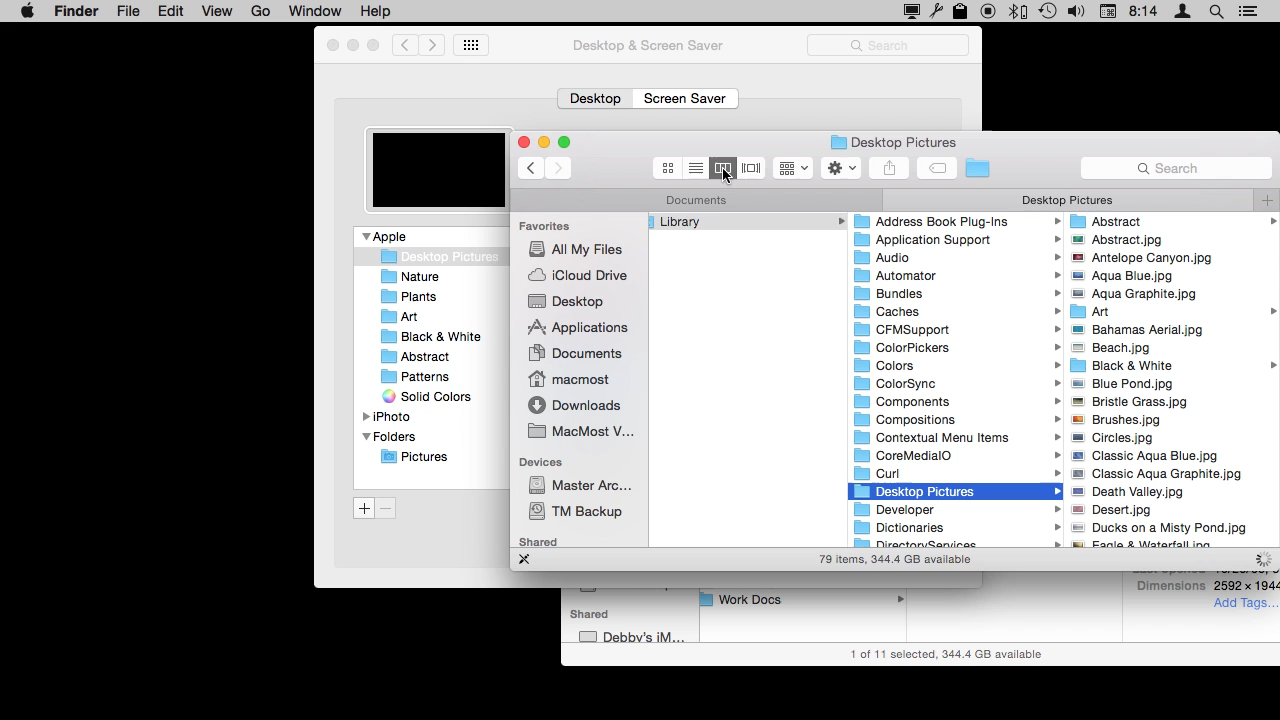 Finder File Edit View Go Window Help 8:14
Desktop & Screen Saver
Search
Desktop Screen Saver
Apple
Desktop Pictures
Nature
Plants
Art
Black & White
Abstract
Patterns
Solid Colors
iPhoto
Folders
Pictures
+ −
Desktop Pictures
Search
Documents
Desktop Pictures
+
Favorites
All My Files
iCloud Drive
Desktop
Applications
Documents
macmost
Downloads
MacMost V...
Devices
Master Arc...
TM Backup
Shared
Library
Address Book Plug-Ins
Application Support
Audio
Automator
Bundles
Caches
CFMSupport
ColorPickers
Colors
ColorSync
Components
Compositions
Contextual Menu Items
CoreMediaIO
Curl
Desktop Pictures
Developer
Dictionaries
DirectoryServices
Abstract
Abstract.jpg
Antelope Canyon.jpg
Aqua Blue.jpg
Aqua Graphite.jpg
Art
Bahamas Aerial.jpg
Beach.jpg
Black & White
Blue Pond.jpg
Bristle Grass.jpg
Brushes.jpg
Circles.jpg
Classic Aqua Blue.jpg
Classic Aqua Graphite.jpg
Death Valley.jpg
Desert.jpg
Ducks on a Misty Pond.jpg
Eagle & Waterfall.jpg
79 items, 344.4 GB available
Dimensions 2592 × 1944
Add Tags...
Work Docs
Shared
Debby's iM...
1 of 11 selected, 344.4 GB available